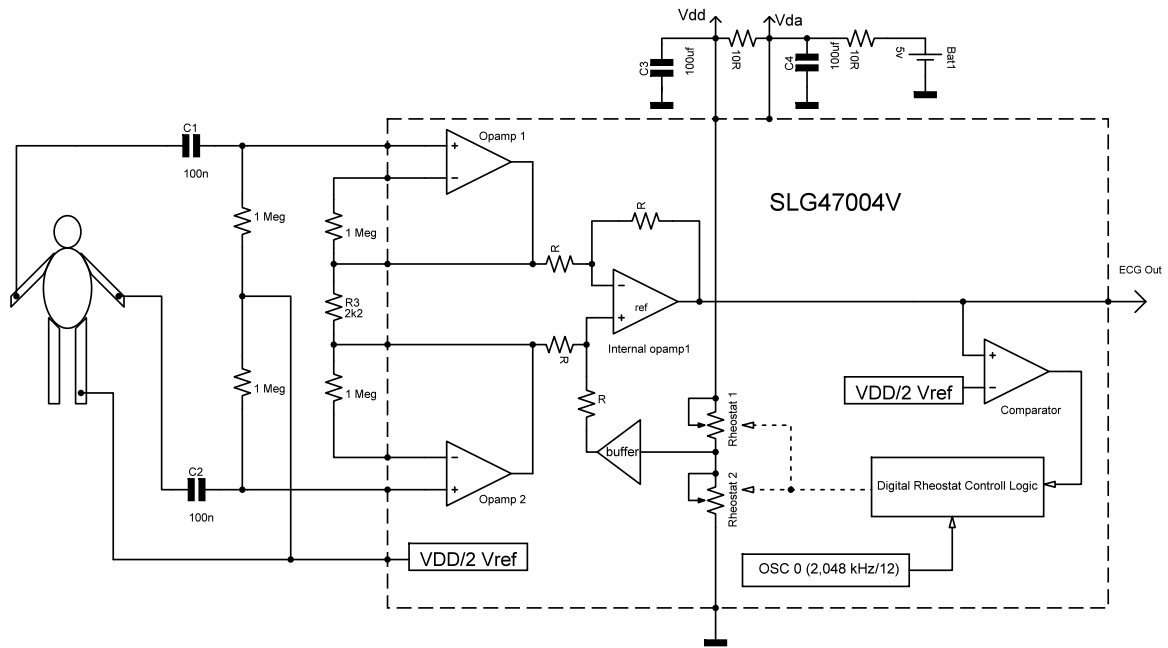 Vdd
Vda
C3
100uf
10R
C4
100uf
10R
5v
Bat1
C1
100n
Opamp 1
+
−
SLG47004V
1 Meg
1 Meg
R
R
ECG Out
−
ref
+
R3
2k2
Internal opamp1
R
+
−
VDD/2 Vref
Comparator
1 Meg
1 Meg
R
Rheostat 1
buffer
−
+
Opamp 2
C2
100n
Rheostat 2
Digital Rheostat Controll Logic
VDD/2 Vref
OSC 0 (2,048 kHz/12)